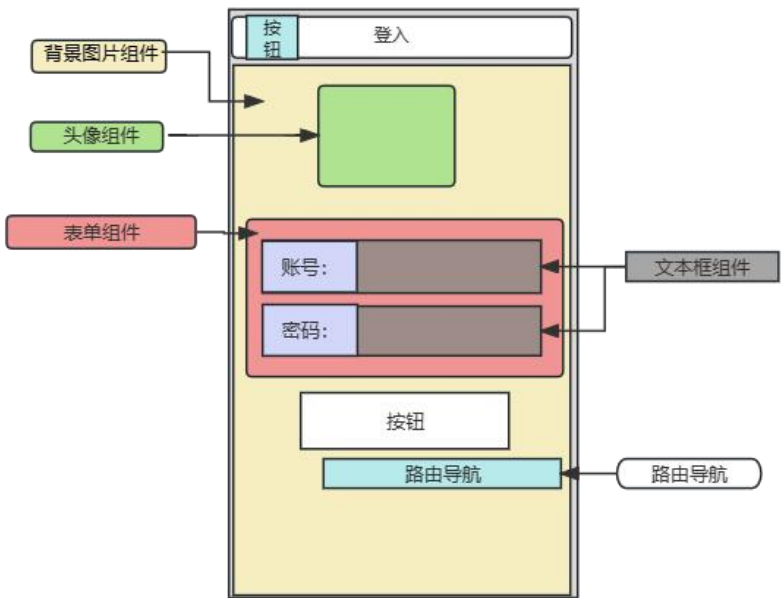 按
钮
登入
背景图片组件
头像组件
表单组件
账号：
文本框组件
密码：
按钮
路由导航
路由导航